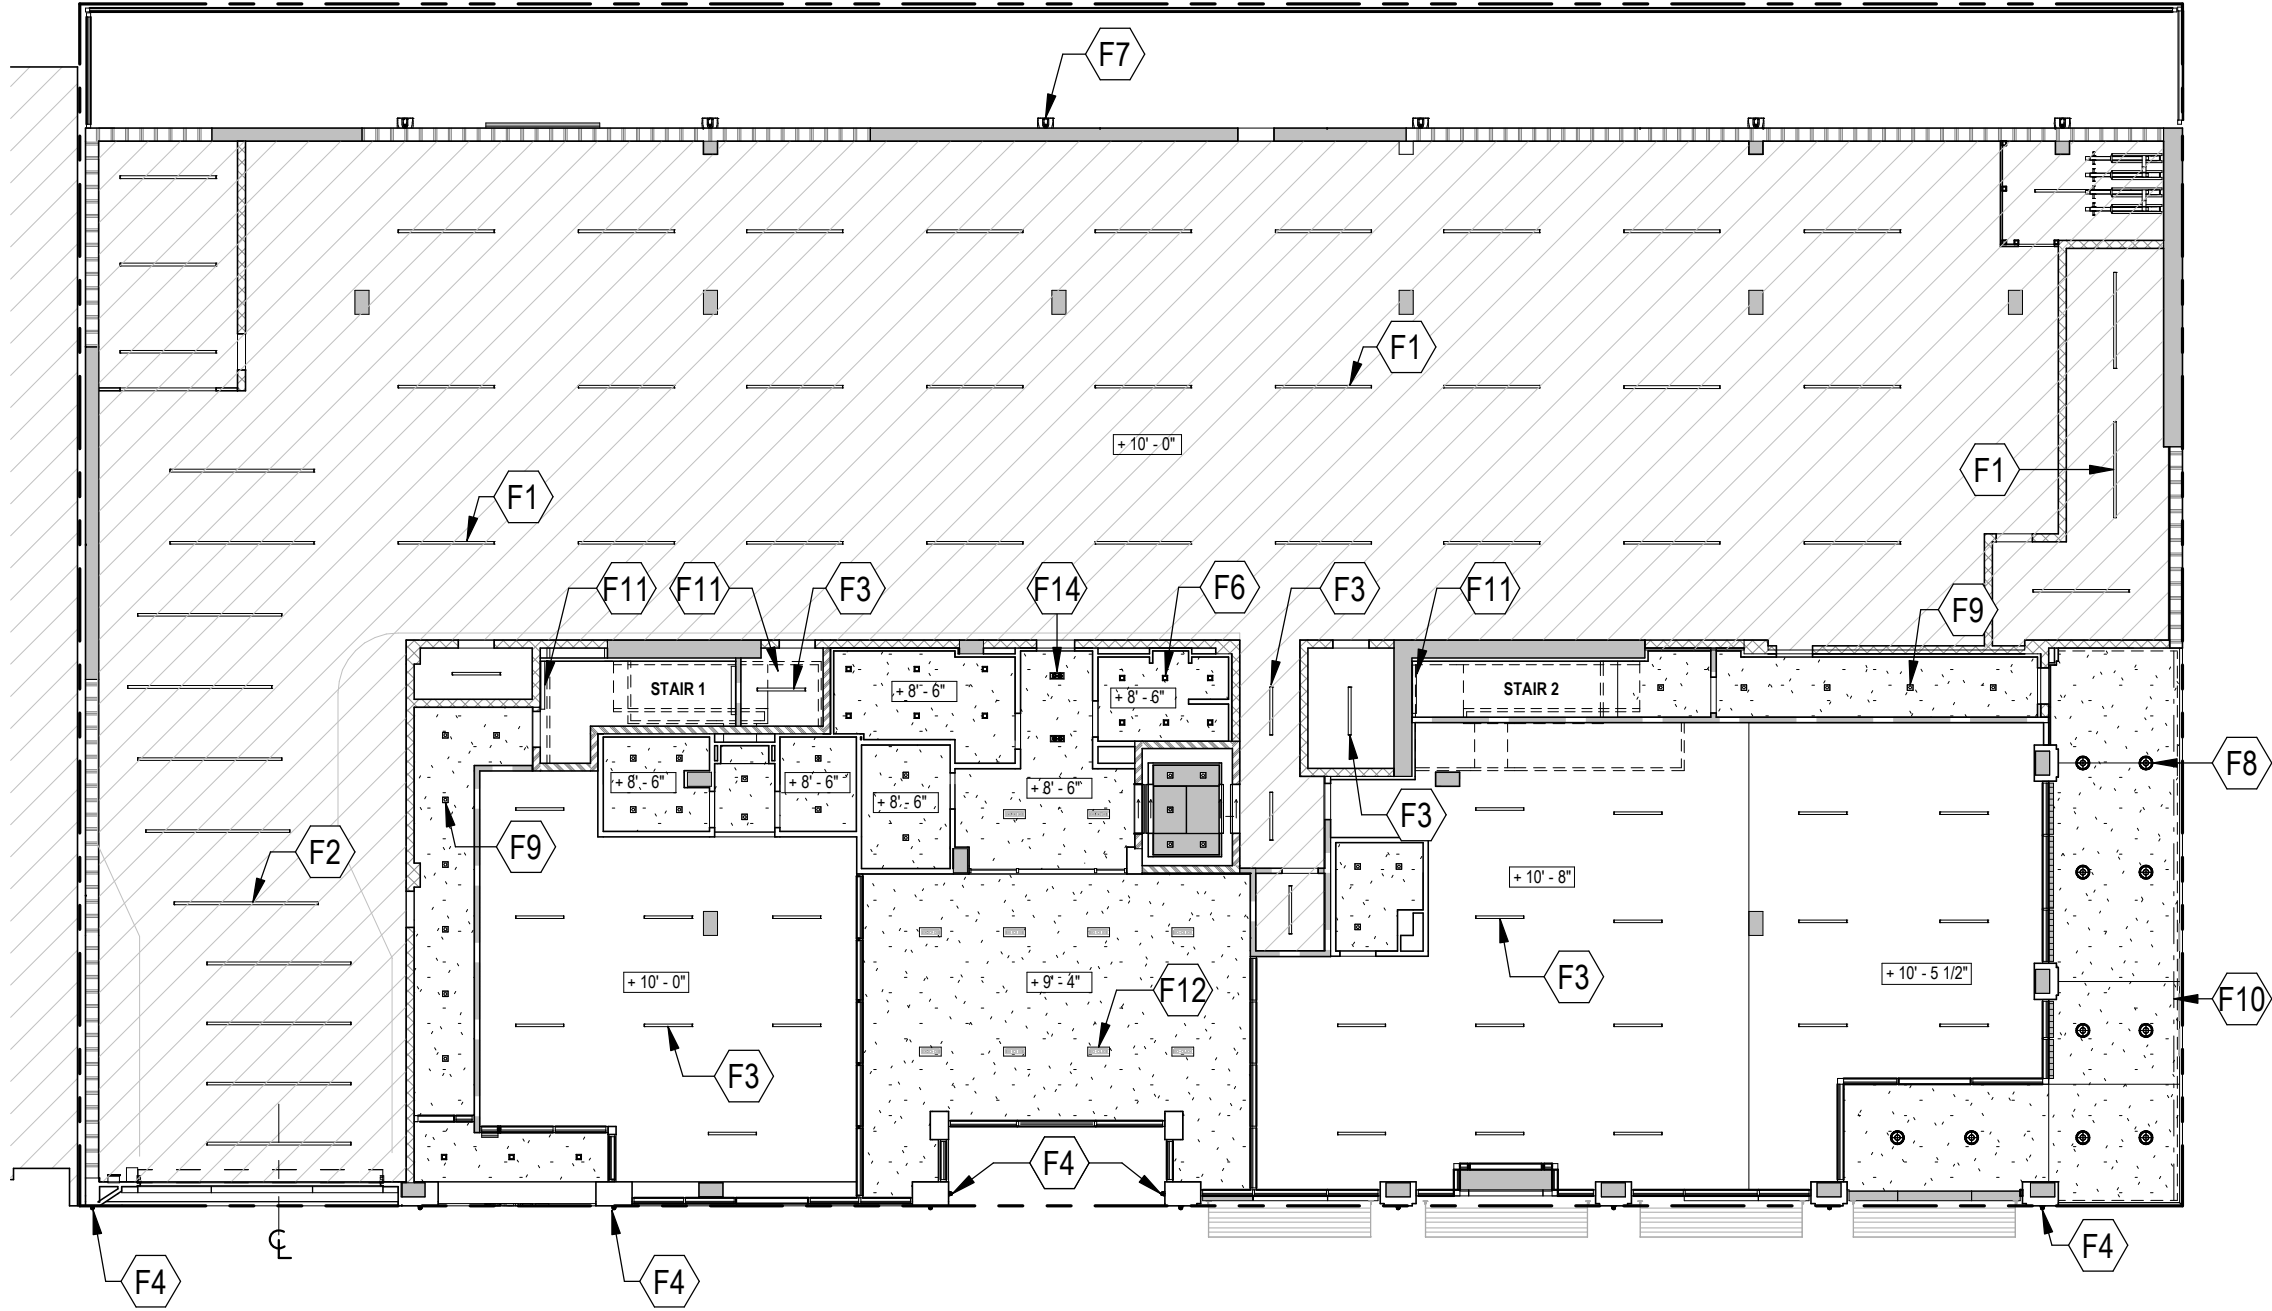 F7
F1
+ 10' - 0"
F1
F1
F11
F11
F3
F14
F6
F3
F11
F9
STAIR 1
+ 8' - 6"
+ 8' - 6"
STAIR 2
F8
+ 8' - 6"
+ 8' - 6"
+ 8' - 6"
+ 8' - 6"
F3
F2
F9
+ 10' - 8"
+ 10' - 0"
+ 9' - 4"
F12
F3
+ 10' - 5 1/2"
F10
F3
F4
℄
F4
F4
F4